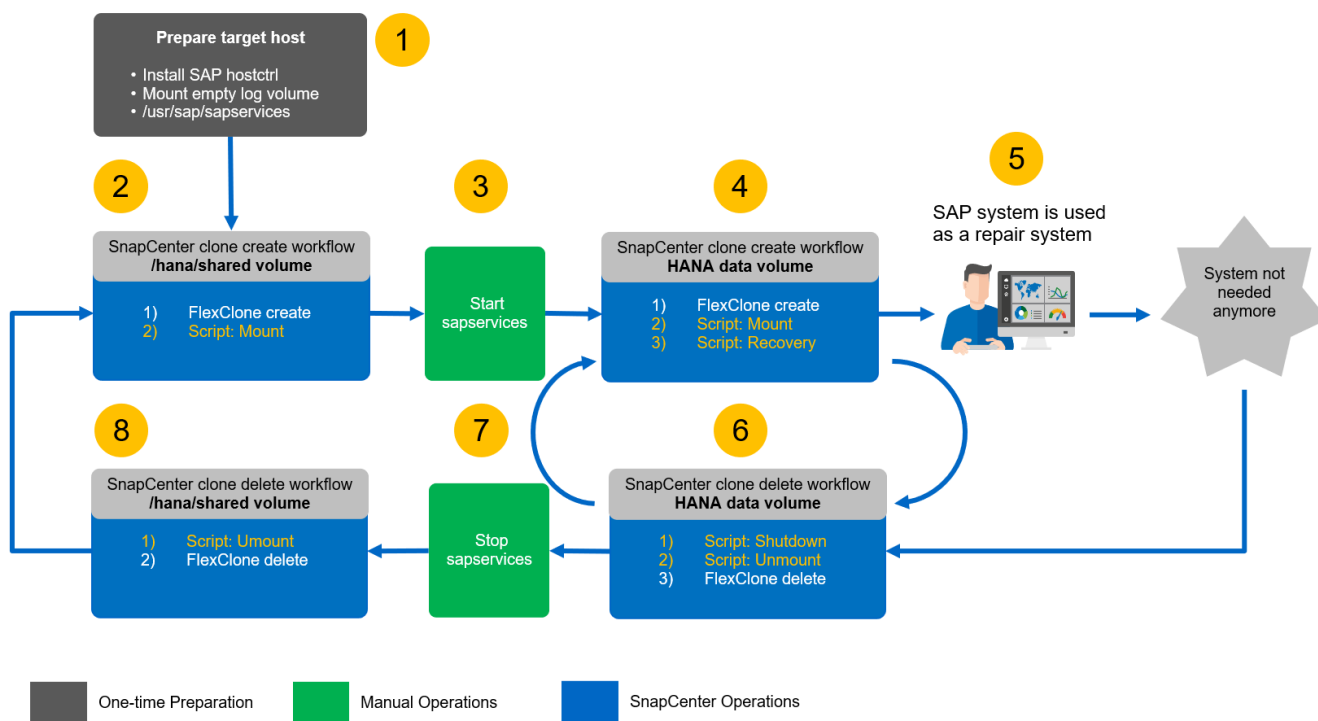 Prepare target host
• Install SAP hostctrl
• Mount empty log volume
• /usr/sap/sapservices
1
2
3
4
5
SAP system is used
as a repair system
SnapCenter clone create workflow
/hana/shared volume
1) FlexClone create
2) Script: Mount
Start
sapservices
SnapCenter clone create workflow
HANA data volume
1) FlexClone create
2) Script: Mount
3) Script: Recovery
System not
needed
anymore
8
7
6
SnapCenter clone delete workflow
/hana/shared volume
1) Script: Umount
2) FlexClone delete
Stop
sapservices
SnapCenter clone delete workflow
HANA data volume
1) Script: Shutdown
2) Script: Unmount
3) FlexClone delete
One-time Preparation
Manual Operations
SnapCenter Operations